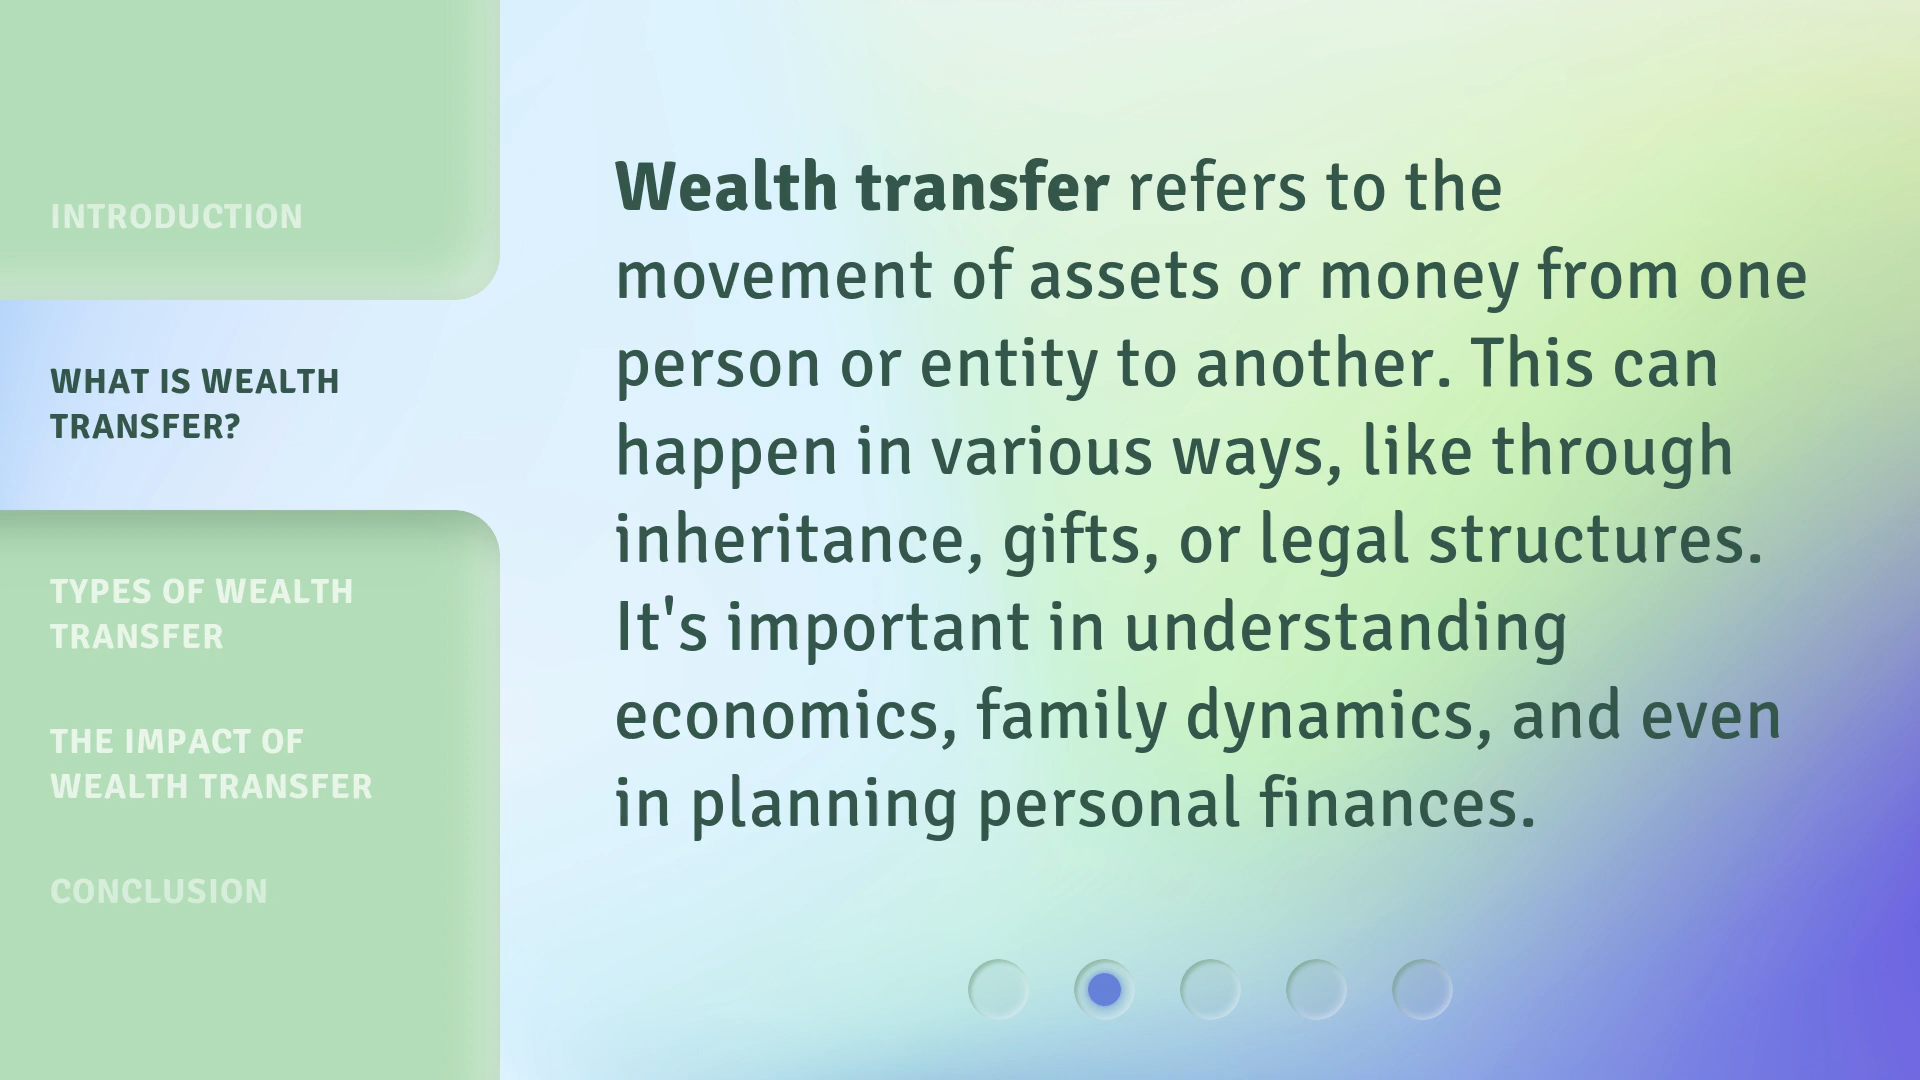 INTRODUCTION
WHAT IS WEALTH
TRANSFER?
TYPES OF WEALTH
TRANSFER
THE IMPACT OF
WEALTH TRANSFER
CONCLUSION
Wealth transfer refers to the
movement of assets or money from one
person or entity to another. This can
happen in various ways, like through
inheritance, gifts, or legal structures.
It's important in understanding
economics, family dynamics, and even
in planning personal finances.